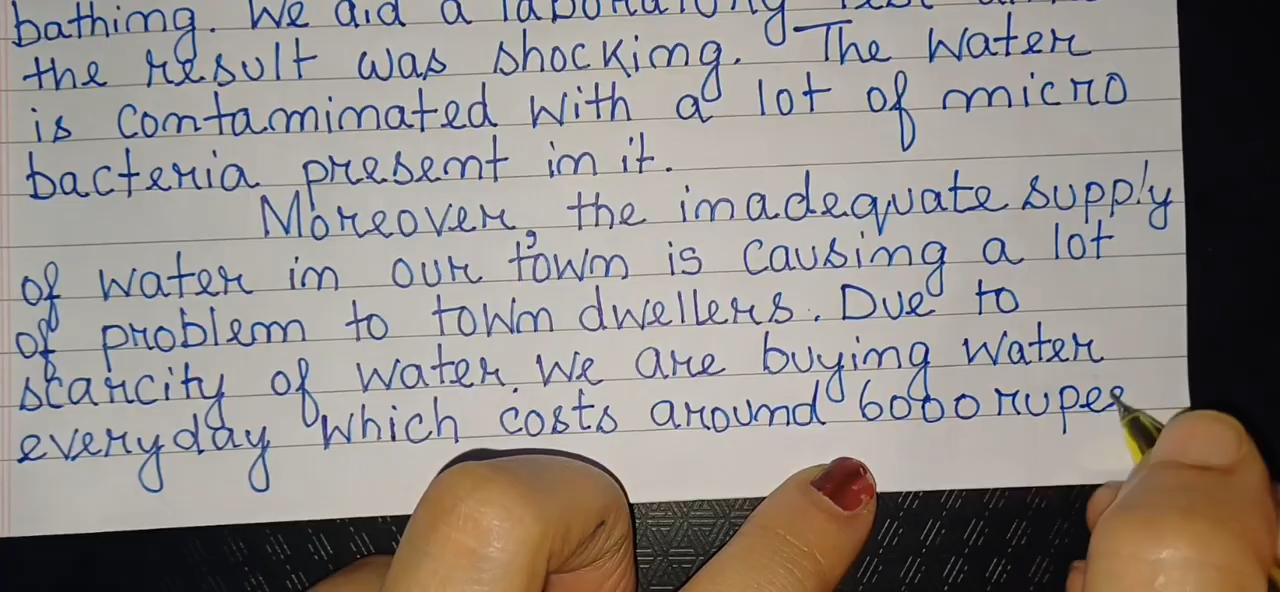 bathing. We did a laboratory test
the result was shocking. The Water
is contaminated with a lot of micro
bacteria present in it.
Moreover, the inadequate supply
of water in our town is causing a lot
of problem to town dwellers. Due to
scarcity of water. We are buying water
everyday which costs around 6000 rupee